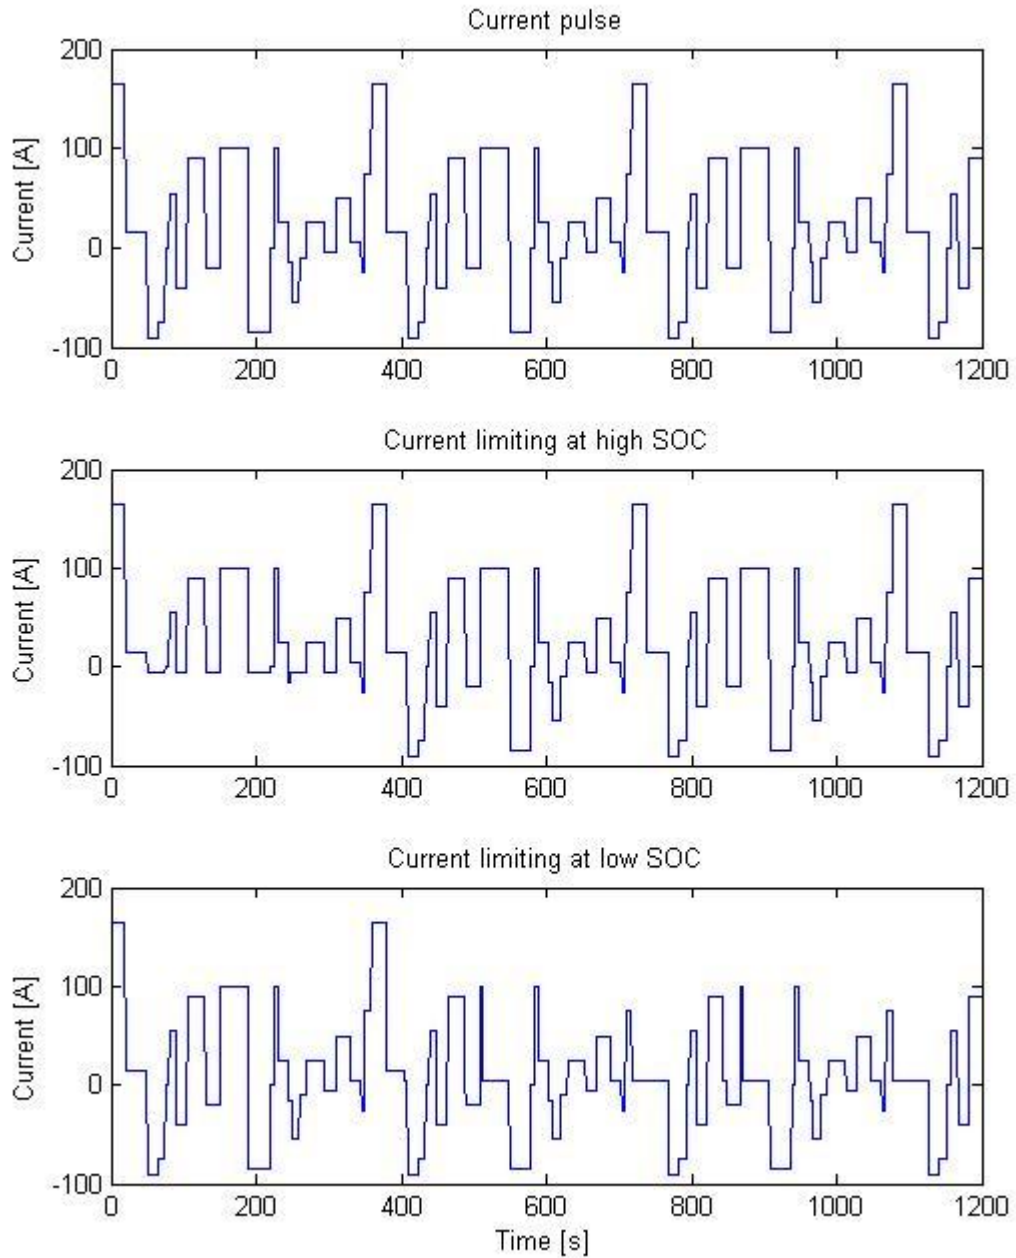 Current pulse
200
100
0
-100
Current [A]
0 200 400 600 800 1000 1200
Current limiting at high SOC
200
100
0
-100
Current [A]
0 200 400 600 800 1000 1200
Current limiting at low SOC
200
100
0
-100
Current [A]
0 200 400 600 800 1000 1200
Time [s]